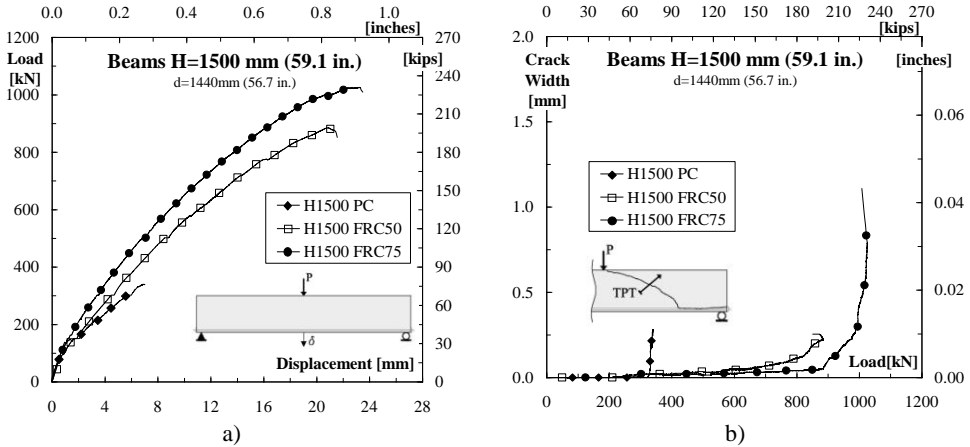 0.0 0.2 0.4 0.6 0.8 1.0
[inches]
1200 270
Load Beams H=1500 mm (59.1 in.) [kips]
[kN] d=1440mm (56.7 in.) 240
1000
210
800 180
150
600 H1500 PC
120
H1500 FRC50
400 H1500 FRC75 90
P
60
200
30
δ
Displacement [mm]
0 0
0 4 8 12 16 20 24 28
a)
0 30 60 90 120 150 180 210 240 270
[kips]
2.0
Crack Beams H=1500 mm (59.1 in.) [inches]
Width d=1440mm (56.7 in.) 0.06
[mm]
1.5
H1500 PC
0.04
H1500 FRC50
1.0 H1500 FRC75
P
TPT 0.02
0.5
Load[kN]
0.0 0.00
0 200 400 600 800 1000 1200
b)